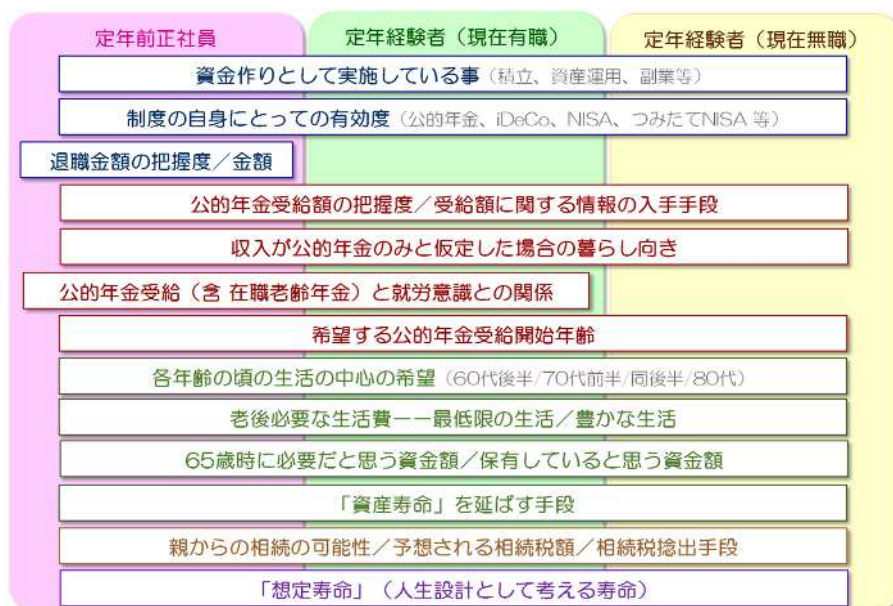 定年前正社員
定年経験者（現在有職）
定年経験者（現在無職）
資金作りとして実施している事（積立、資産運用、副業等）
制度の自身にとっての有効度（公的年金、iDeCo、NISA、つみたてNISA 等）
退職金額の把握度／金額
公的年金受給額の把握度／受給額に関する情報の入手手段
収入が公的年金のみと仮定した場合の暮らし向き
公的年金受給（含 在職老齢年金）と就労意識との関係
希望する公的年金受給開始年齢
各年齢の頃の生活の中心の希望（60代後半/70代前半/同後半/80代）
老後必要な生活費ーー最低限の生活／豊かな生活
65歳時に必要だと思う資金額／保有していると思う資金額
「資産寿命」を延ばす手段
親からの相続の可能性／予想される相続税額／相続税捻出手段
「想定寿命」（人生設計として考える寿命）